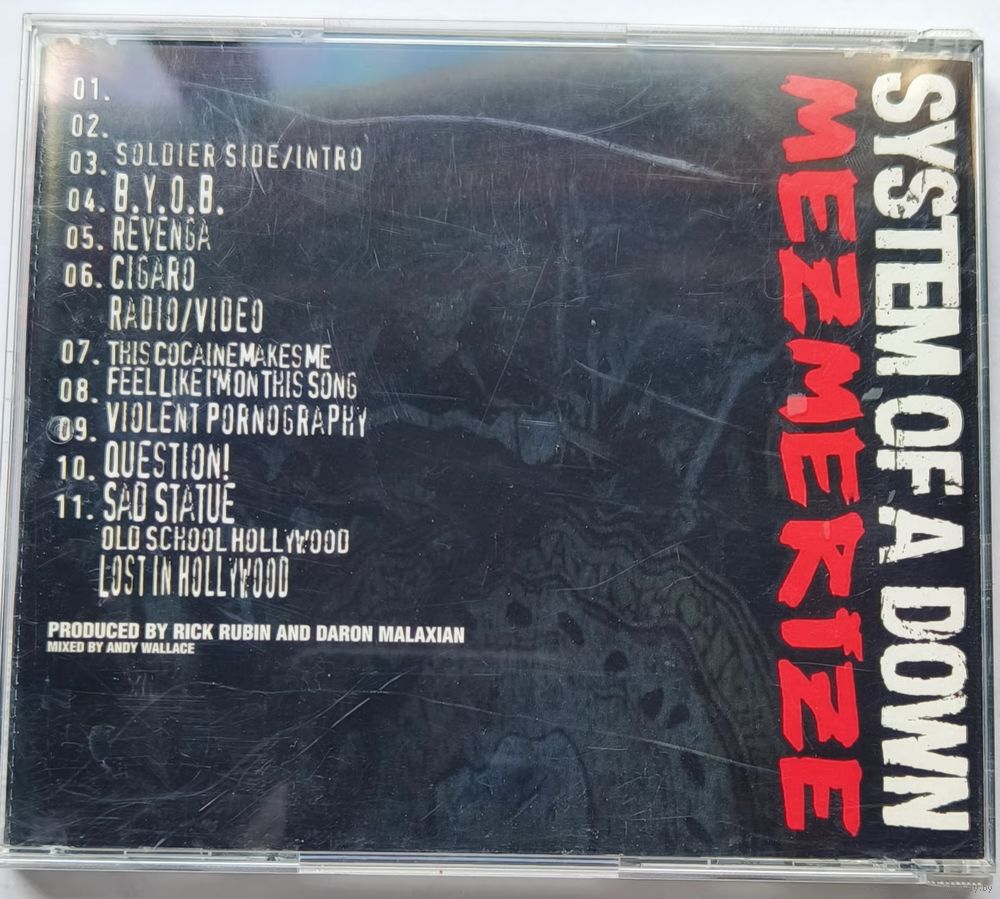 01.
02.
03. SOLDIER SIDE/INTRO
04. B.Y.O.B.
05. REVENGA
06. CIGARO
RADIO/VIDEO
07. THIS COCAINE MAKES ME
08. FEEL LIKE I'M ON THIS SONG
09. VIOLENT PORNOGRAPHY
10. QUESTION!
11. SAD STATUE
OLD SCHOOL HOLLYWOOD
LOST IN HOLLYWOOD
PRODUCED BY RICK RUBIN AND DARON MALAXIAN
MIXED BY ANDY WALLACE
MEZMERIZE
SYSTEM OF A DOWN